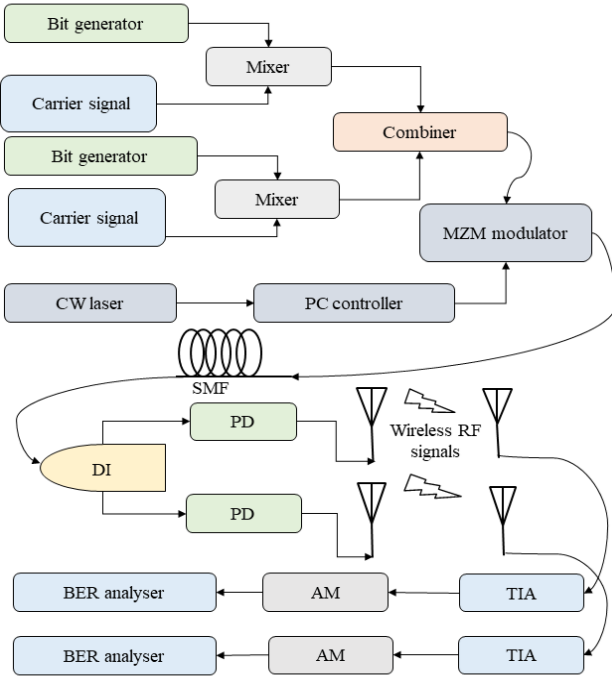 Bit generator
Mixer
Carrier signal
Combiner
Bit generator
Mixer
Carrier signal
MZM modulator
CW laser
PC controller
SMF
PD
Wireless RF
signals
DI
PD
BER analyser
AM
TIA
BER analyser
AM
TIA